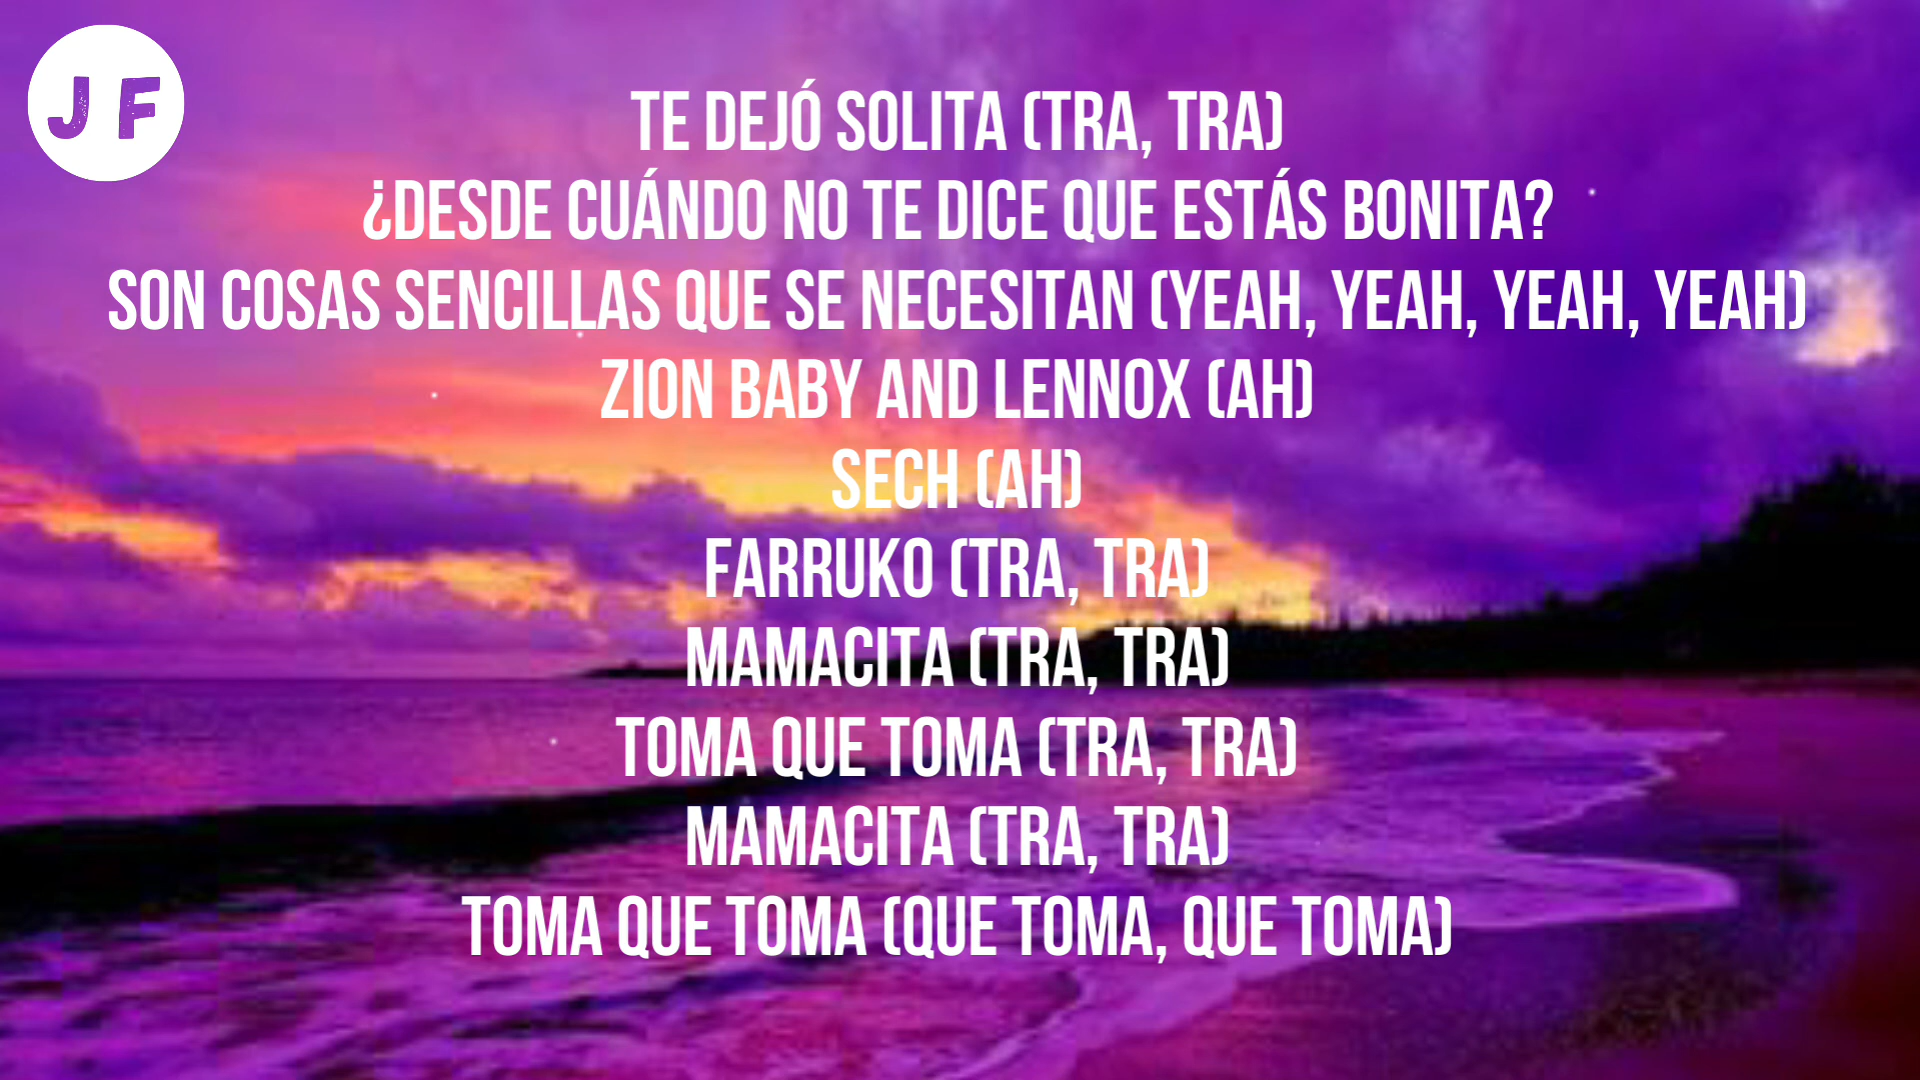 J F
TE DEJÓ SOLITA (TRA, TRA)
¿DESDE CUÁNDO NO TE DICE QUE ESTÁS BONITA?
SON COSAS SENCILLAS QUE SE NECESITAN (YEAH, YEAH, YEAH, YEAH)
ZION BABY AND LENNOX (AH)
SECH (AH)
FARRUKO (TRA, TRA)
MAMACITA (TRA, TRA)
TOMA QUE TOMA (TRA, TRA)
MAMACITA (TRA, TRA)
TOMA QUE TOMA (QUE TOMA, QUE TOMA)